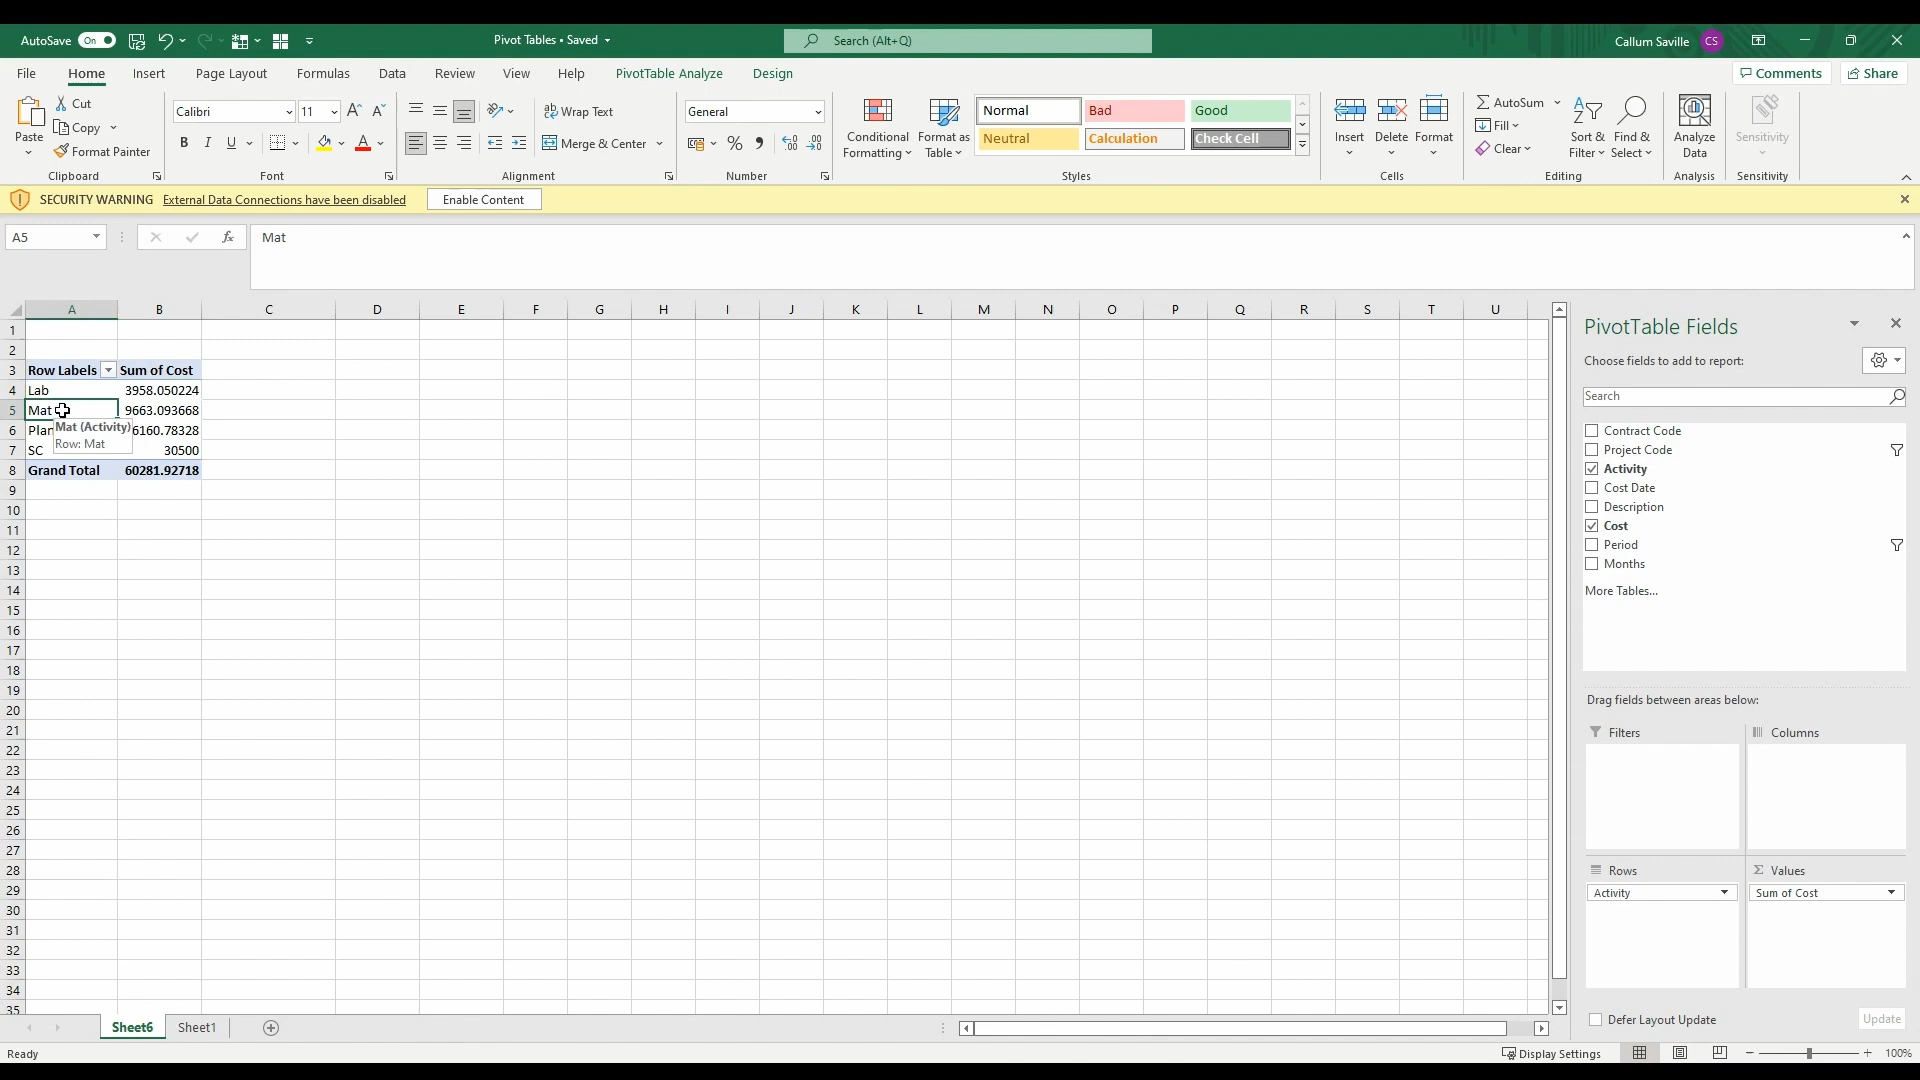 AutoSave On
Pivot Tables • Saved
Search (Alt+Q)
Callum Saville CS
File Home Insert Page Layout Formulas Data Review View Help PivotTable Analyze Design
Comments Share
Paste
Cut
Copy
Format Painter
Clipboard
Calibri 11
B I U
Font
Wrap Text
Merge & Center
Alignment
General
Number
Conditional Formatting
Format as Table
Normal Bad Good
Neutral Calculation Check Cell
Styles
Insert Delete Format
Cells
AutoSum
Fill
Clear
Sort & Filter
Find & Select
Editing
Analyze Data
Analysis
Sensitivity
Sensitivity
SECURITY WARNING External Data Connections have been disabled Enable Content
A5 fx Mat
A B C D E F G H I J K L M N O P Q R S T U
1
2
3 Row Labels Sum of Cost
4 Lab 3958.050224
5 Mat 9663.093668
6 Plan 6160.78328
7 SC 30500
8 Grand Total 60281.92718
Mat (Activity)
Row: Mat
9
10
11
12
13
14
15
16
17
18
19
20
21
22
23
24
25
26
27
28
29
30
31
32
33
34
35
PivotTable Fields
Choose fields to add to report:
Search
Contract Code
Project Code
Activity
Cost Date
Description
Cost
Period
Months
More Tables...
Drag fields between areas below:
Filters Columns
Rows Σ Values
Activity Sum of Cost
Defer Layout Update Update
Sheet6 Sheet1
Ready
Display Settings
100%